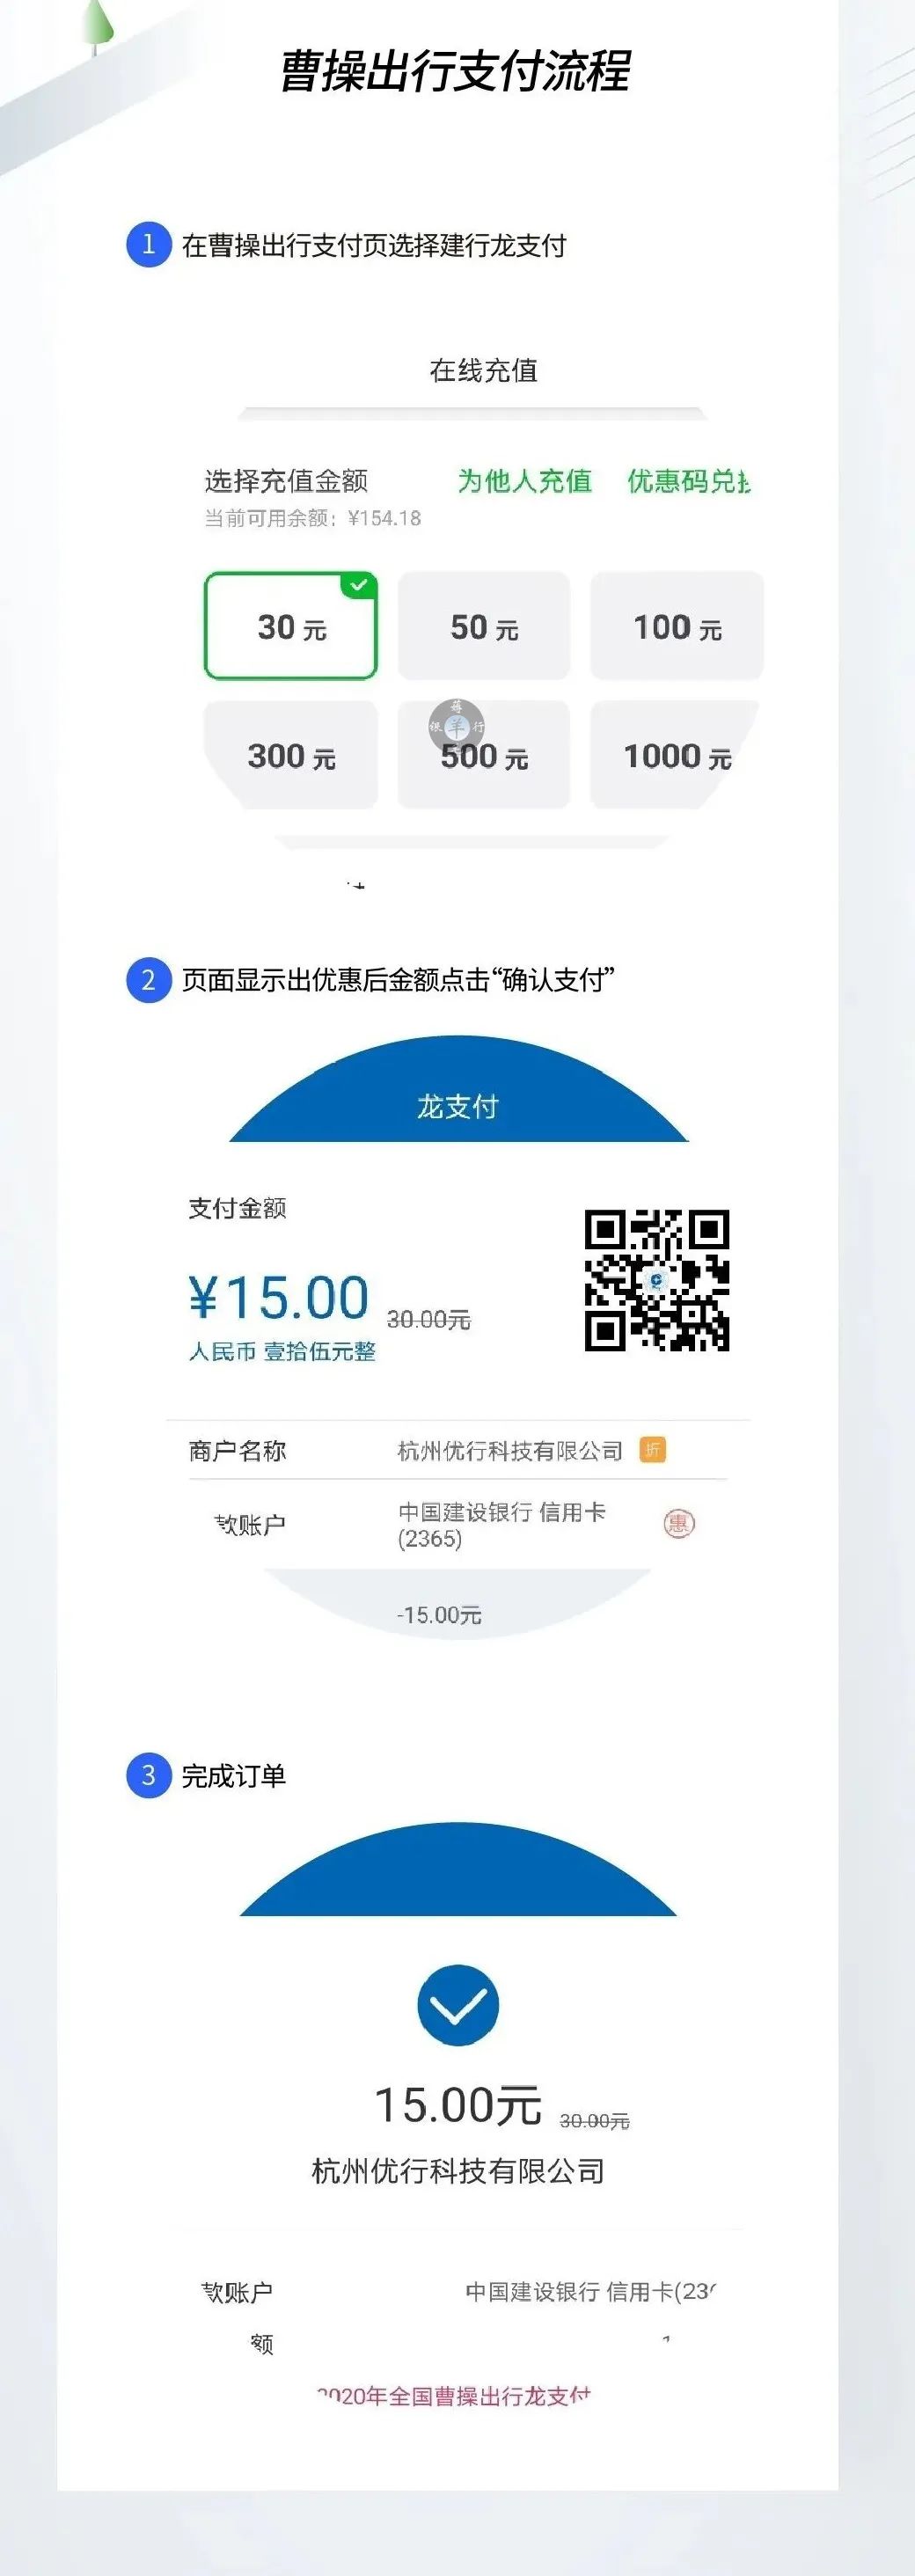 曹操出行支付流程
1 在曹操出行支付页选择建行龙支付
在线充值
选择充值金额 为他人充值 优惠码兑
当前可用余额：¥154.18
30 元 50 元 100 元
300 元 500 元 1000 元
2 页面显示出优惠后金额点击“确认支付”
龙支付
支付金额
¥15.00 30.00元
人民币 壹拾伍元整
商户名称 杭州优行科技有限公司 折
款账户 中国建设银行 信用卡
(2365) 惠
-15.00元
3 完成订单
15.00元 30.00元
杭州优行科技有限公司
款账户 中国建设银行 信用卡(23
额
2020年全国曹操出行龙支付